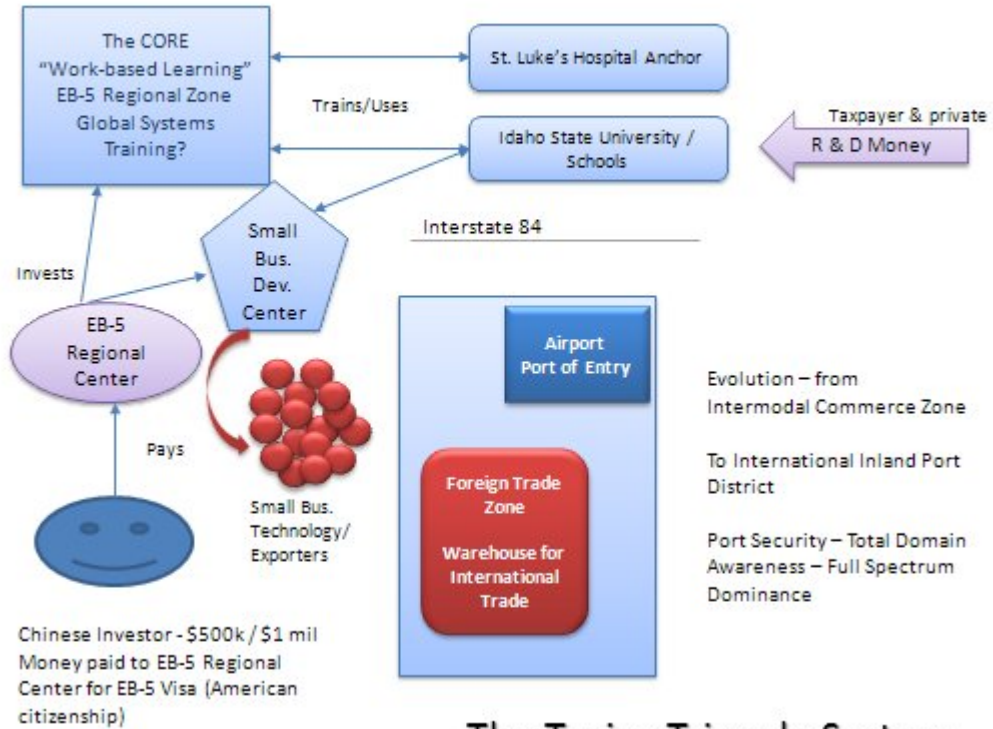 The CORE
“Work-based Learning”
EB-5 Regional Zone
Global Systems
Training?
St. Luke's Hospital Anchor
Trains/Uses
Idaho State University /
Schools
Taxpayer & private
R & D Money
Small
Bus.
Dev.
Center
Interstate 84
Invests
EB-5
Regional
Center
Airport
Port of Entry
Evolution – from
Intermodal Commerce Zone
To International Inland Port
District
Port Security – Total Domain
Awareness – Full Spectrum
Dominance
Pays
Small Bus.
Technology/
Exporters
Foreign Trade
Zone
Warehouse for
International
Trade
Chinese Investor - $500k / $1 mil
Money paid to EB-5 Regional
Center for EB-5 Visa (American
citizenship)